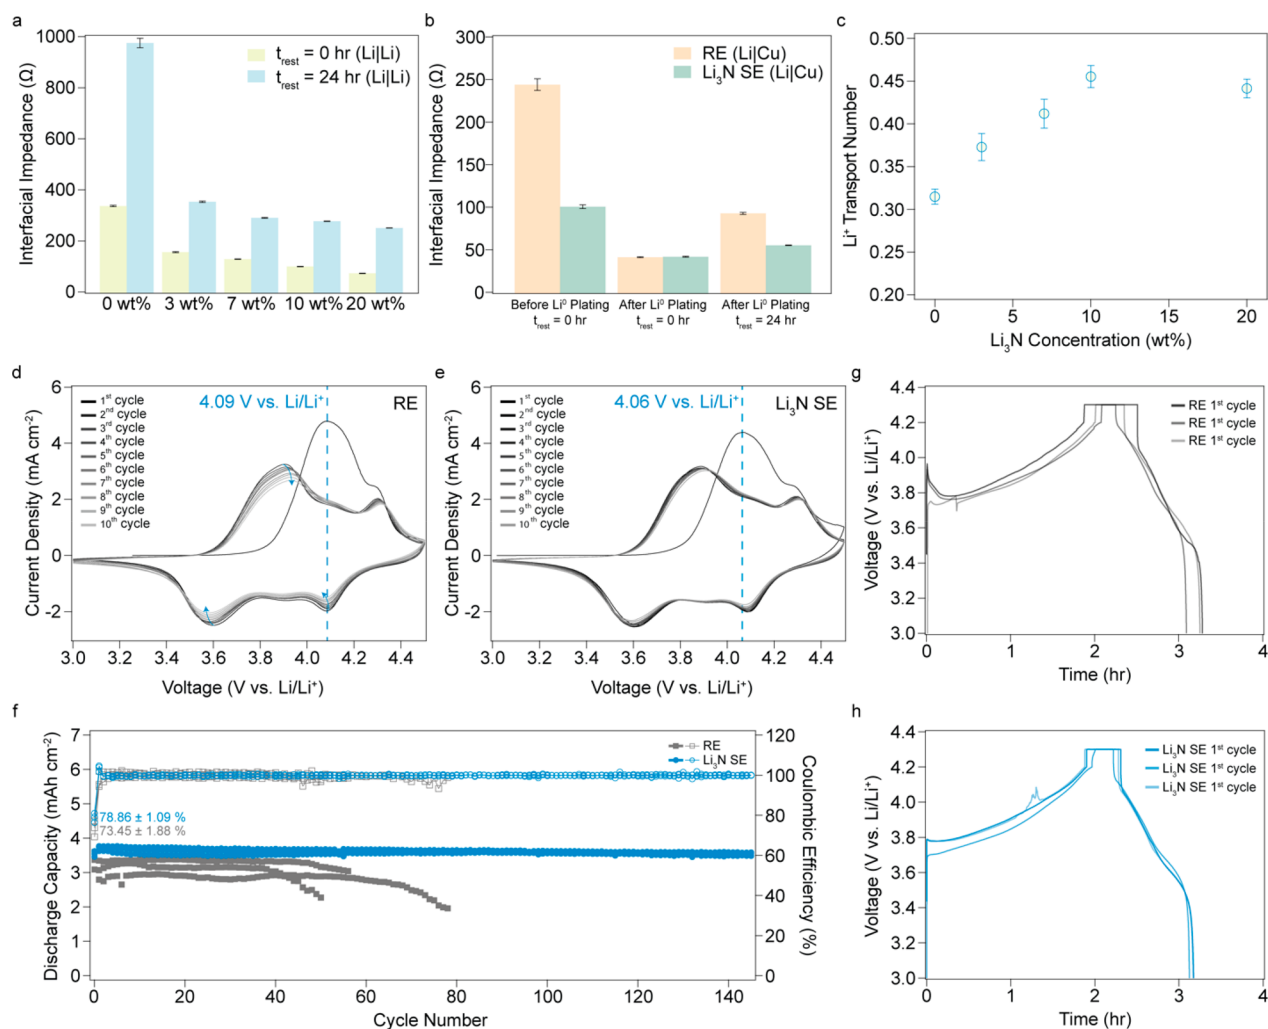 a
Interfacial Impedance (Ω)
1000
800
600
400
200
0
t_rest = 0 hr (Li|Li)
t_rest = 24 hr (Li|Li)
0 wt% 3 wt% 7 wt% 10 wt% 20 wt%
b
Interfacial Impedance (Ω)
300
250
200
150
100
50
0
RE (Li|Cu)
Li₃N SE (Li|Cu)
Before Li⁰ Plating After Li⁰ Plating After Li⁰ Plating
t_rest = 0 hr t_rest = 0 hr t_rest = 24 hr
c
Li⁺ Transport Number
0.50
0.45
0.40
0.35
0.30
0.25
0.20
0 5 10 15 20
Li₃N Concentration (wt%)
d
Current Density (mA cm⁻²)
6
4
2
0
-2
4.09 V vs. Li/Li⁺
RE
1st cycle
2nd cycle
3rd cycle
4th cycle
5th cycle
6th cycle
7th cycle
8th cycle
9th cycle
10th cycle
3.0 3.2 3.4 3.6 3.8 4.0 4.2 4.4
Voltage (V vs. Li/Li⁺)
e
Current Density (mA cm⁻²)
6
4
2
0
-2
4.06 V vs. Li/Li⁺
Li₃N SE
1st cycle
2nd cycle
3rd cycle
4th cycle
5th cycle
6th cycle
7th cycle
8th cycle
9th cycle
10th cycle
3.0 3.2 3.4 3.6 3.8 4.0 4.2 4.4
Voltage (V vs. Li/Li⁺)
g
Voltage (V vs. Li/Li⁺)
4.4
4.2
4.0
3.8
3.6
3.4
3.2
3.0
RE 1st cycle
RE 1st cycle
RE 1st cycle
0 1 2 3 4
Time (hr)
f
Discharge Capacity (mAh cm⁻²)
7
6
5
4
3
2
1
0
RE
Li₃N SE
78.86 ± 1.09 %
73.45 ± 1.88 %
120
100
80
60
40
20
0
Coulombic Efficiency (%)
0 20 40 60 80 100 120 140
Cycle Number
h
Voltage (V vs. Li/Li⁺)
4.4
4.2
4.0
3.8
3.6
3.4
3.2
3.0
Li₃N SE 1st cycle
Li₃N SE 1st cycle
Li₃N SE 1st cycle
0 1 2 3 4
Time (hr)